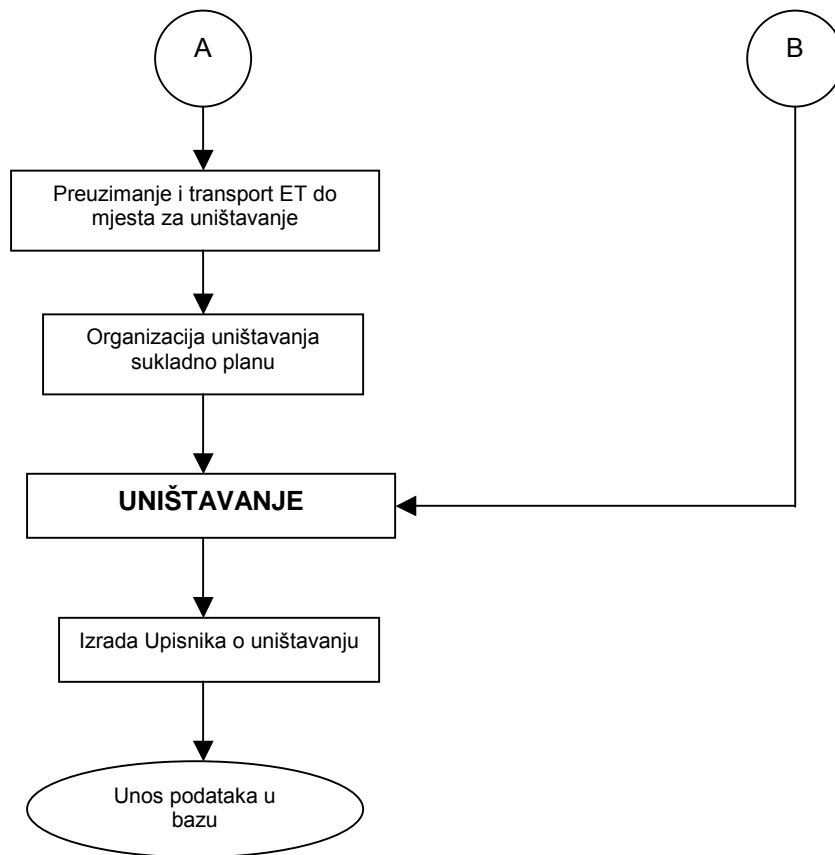 A
B
Preuzimanje i transport ET do
mjesta za uništavanje
Organizacija uništavanja
sukladno planu
UNIŠTAVANJE
Izrada Upisnika o uništavanju
Unos podataka u
bazu